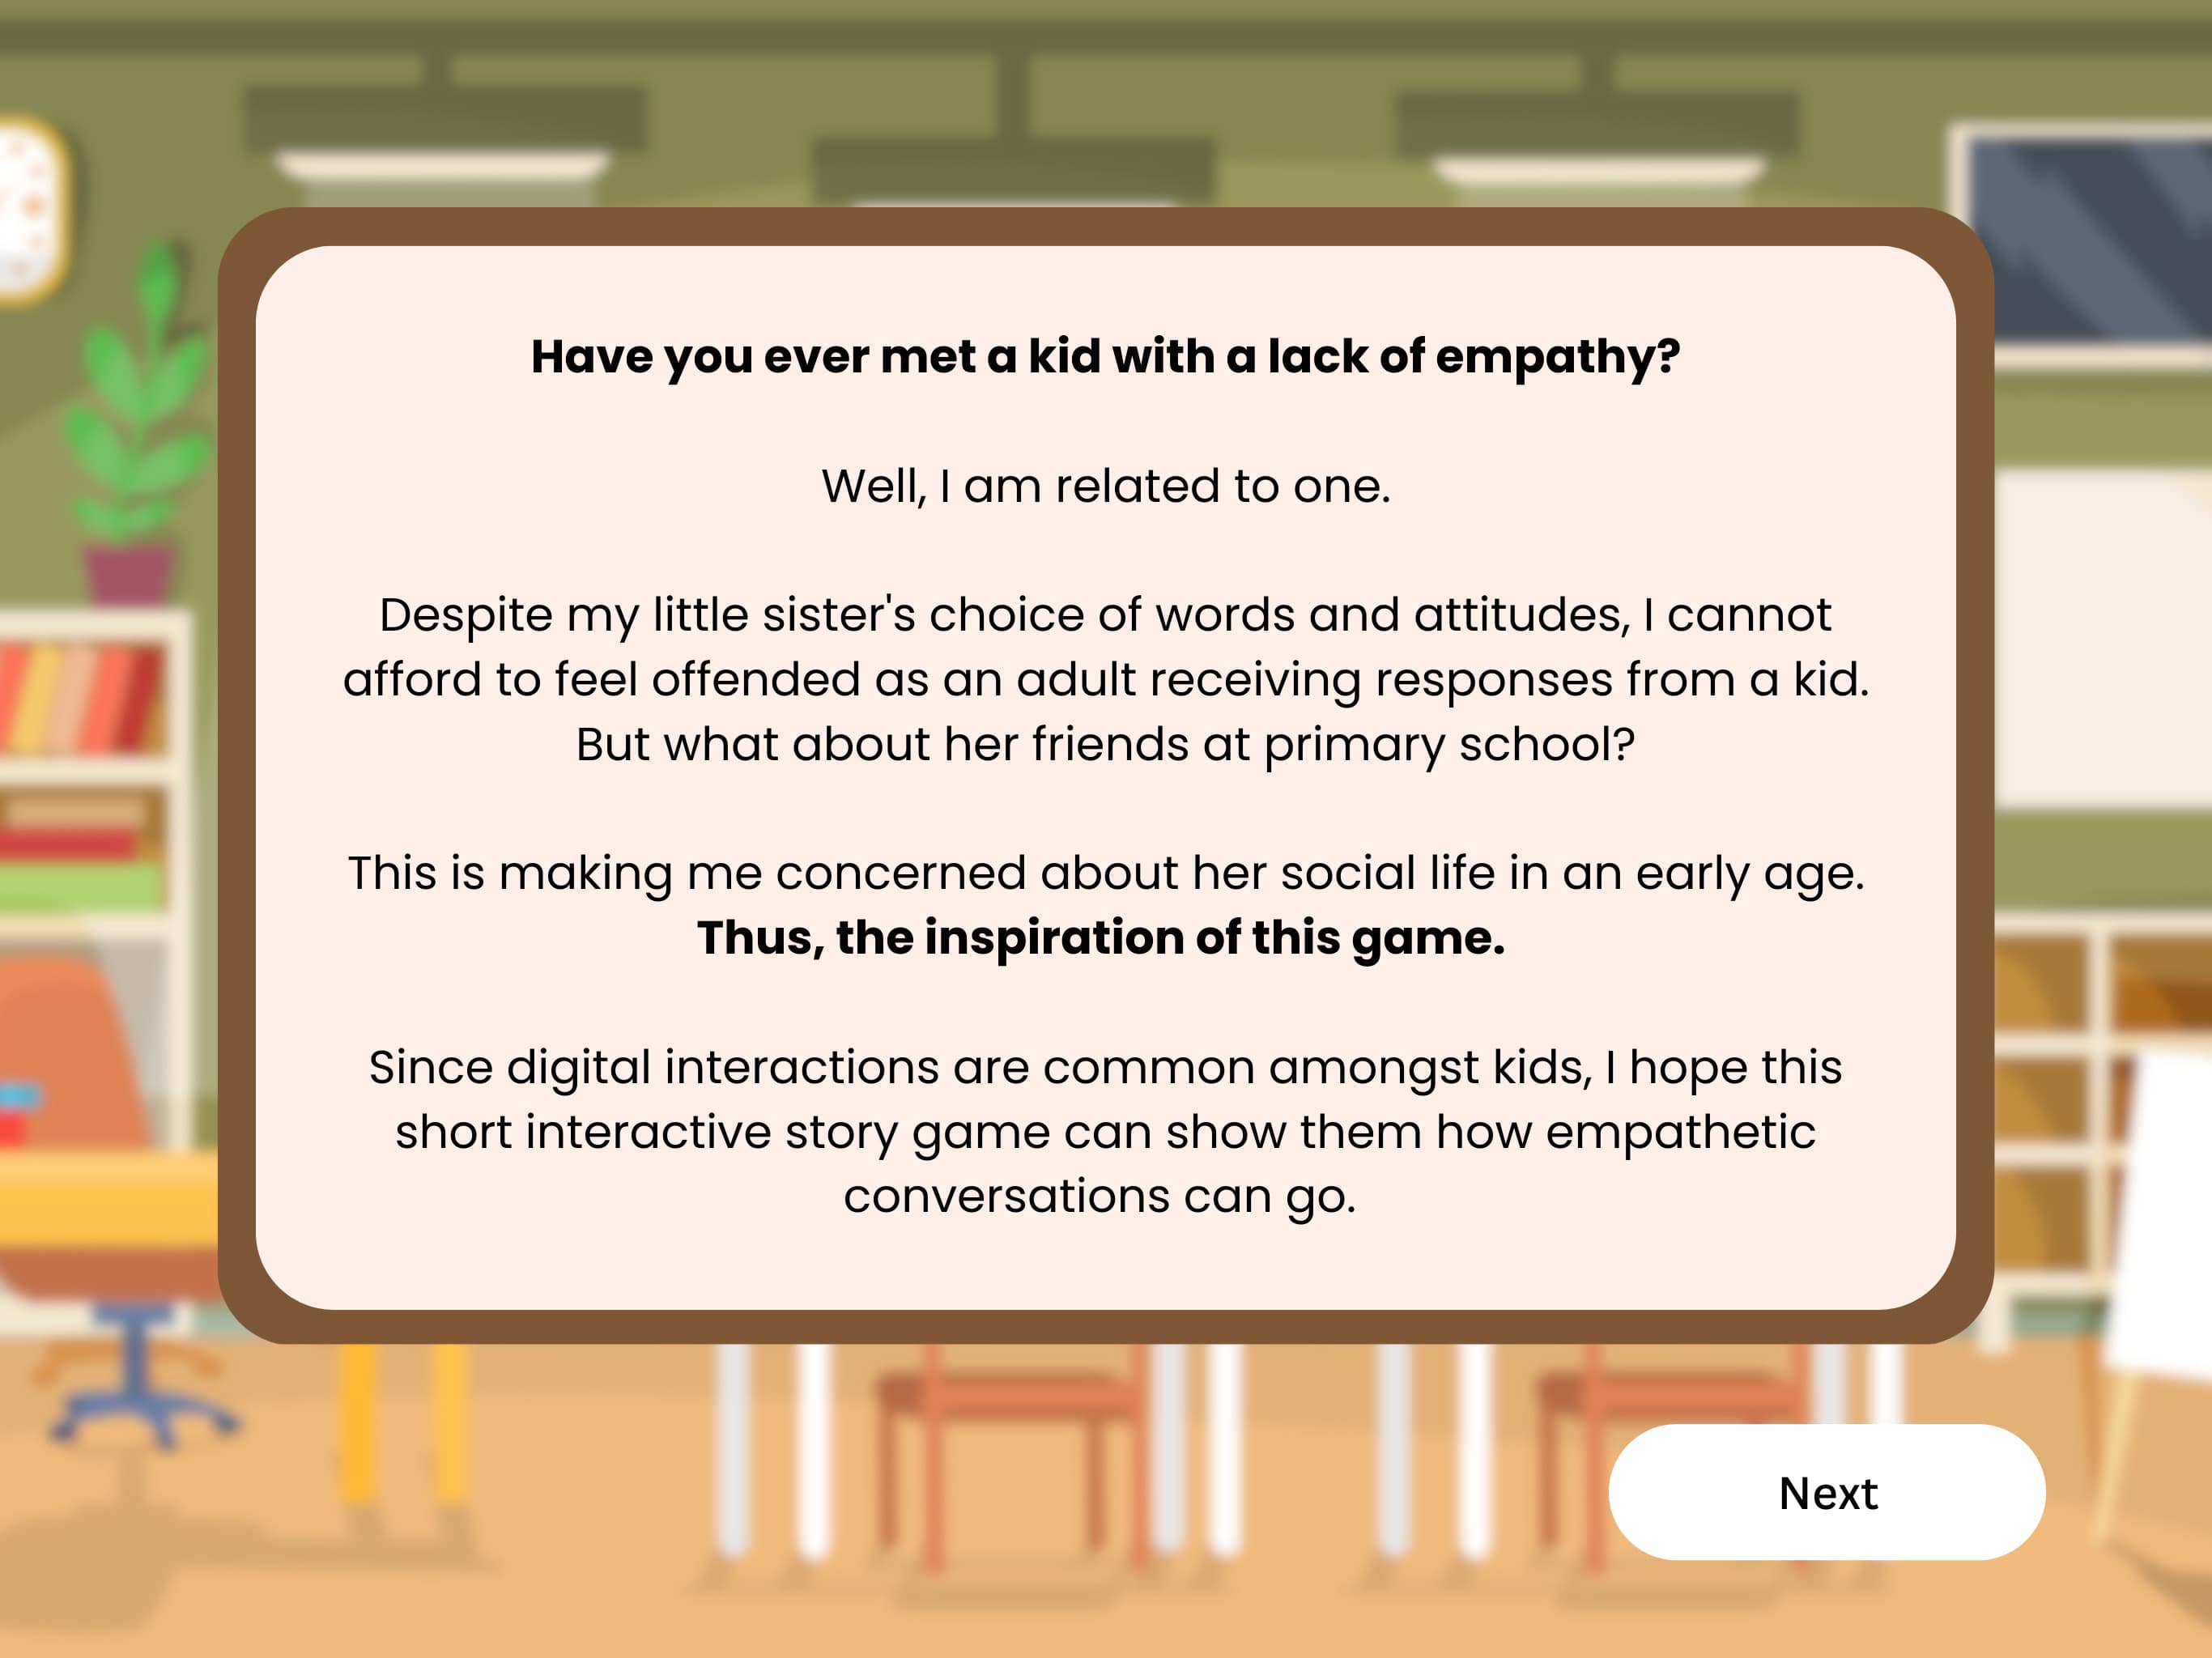 Have you ever met a kid with a lack of empathy?
Well, I am related to one.
Despite my little sister's choice of words and attitudes, I cannot
afford to feel offended as an adult receiving responses from a kid.
But what about her friends at primary school?
This is making me concerned about her social life in an early age.
Thus, the inspiration of this game.
Since digital interactions are common amongst kids, I hope this
short interactive story game can show them how empathetic
conversations can go.
Next